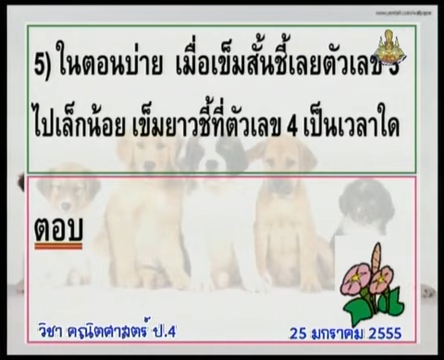 5) ในตอนบ่าย เมื่อเข็มสั้นชี้เลยตัวเลข 3
ไปเล็กน้อย เข็มยาวชี้ที่ตัวเลข 4 เป็นเวลาใด
ตอบ
วิชา คณิตศาสตร์ ป.4
25 มกราคม 2555